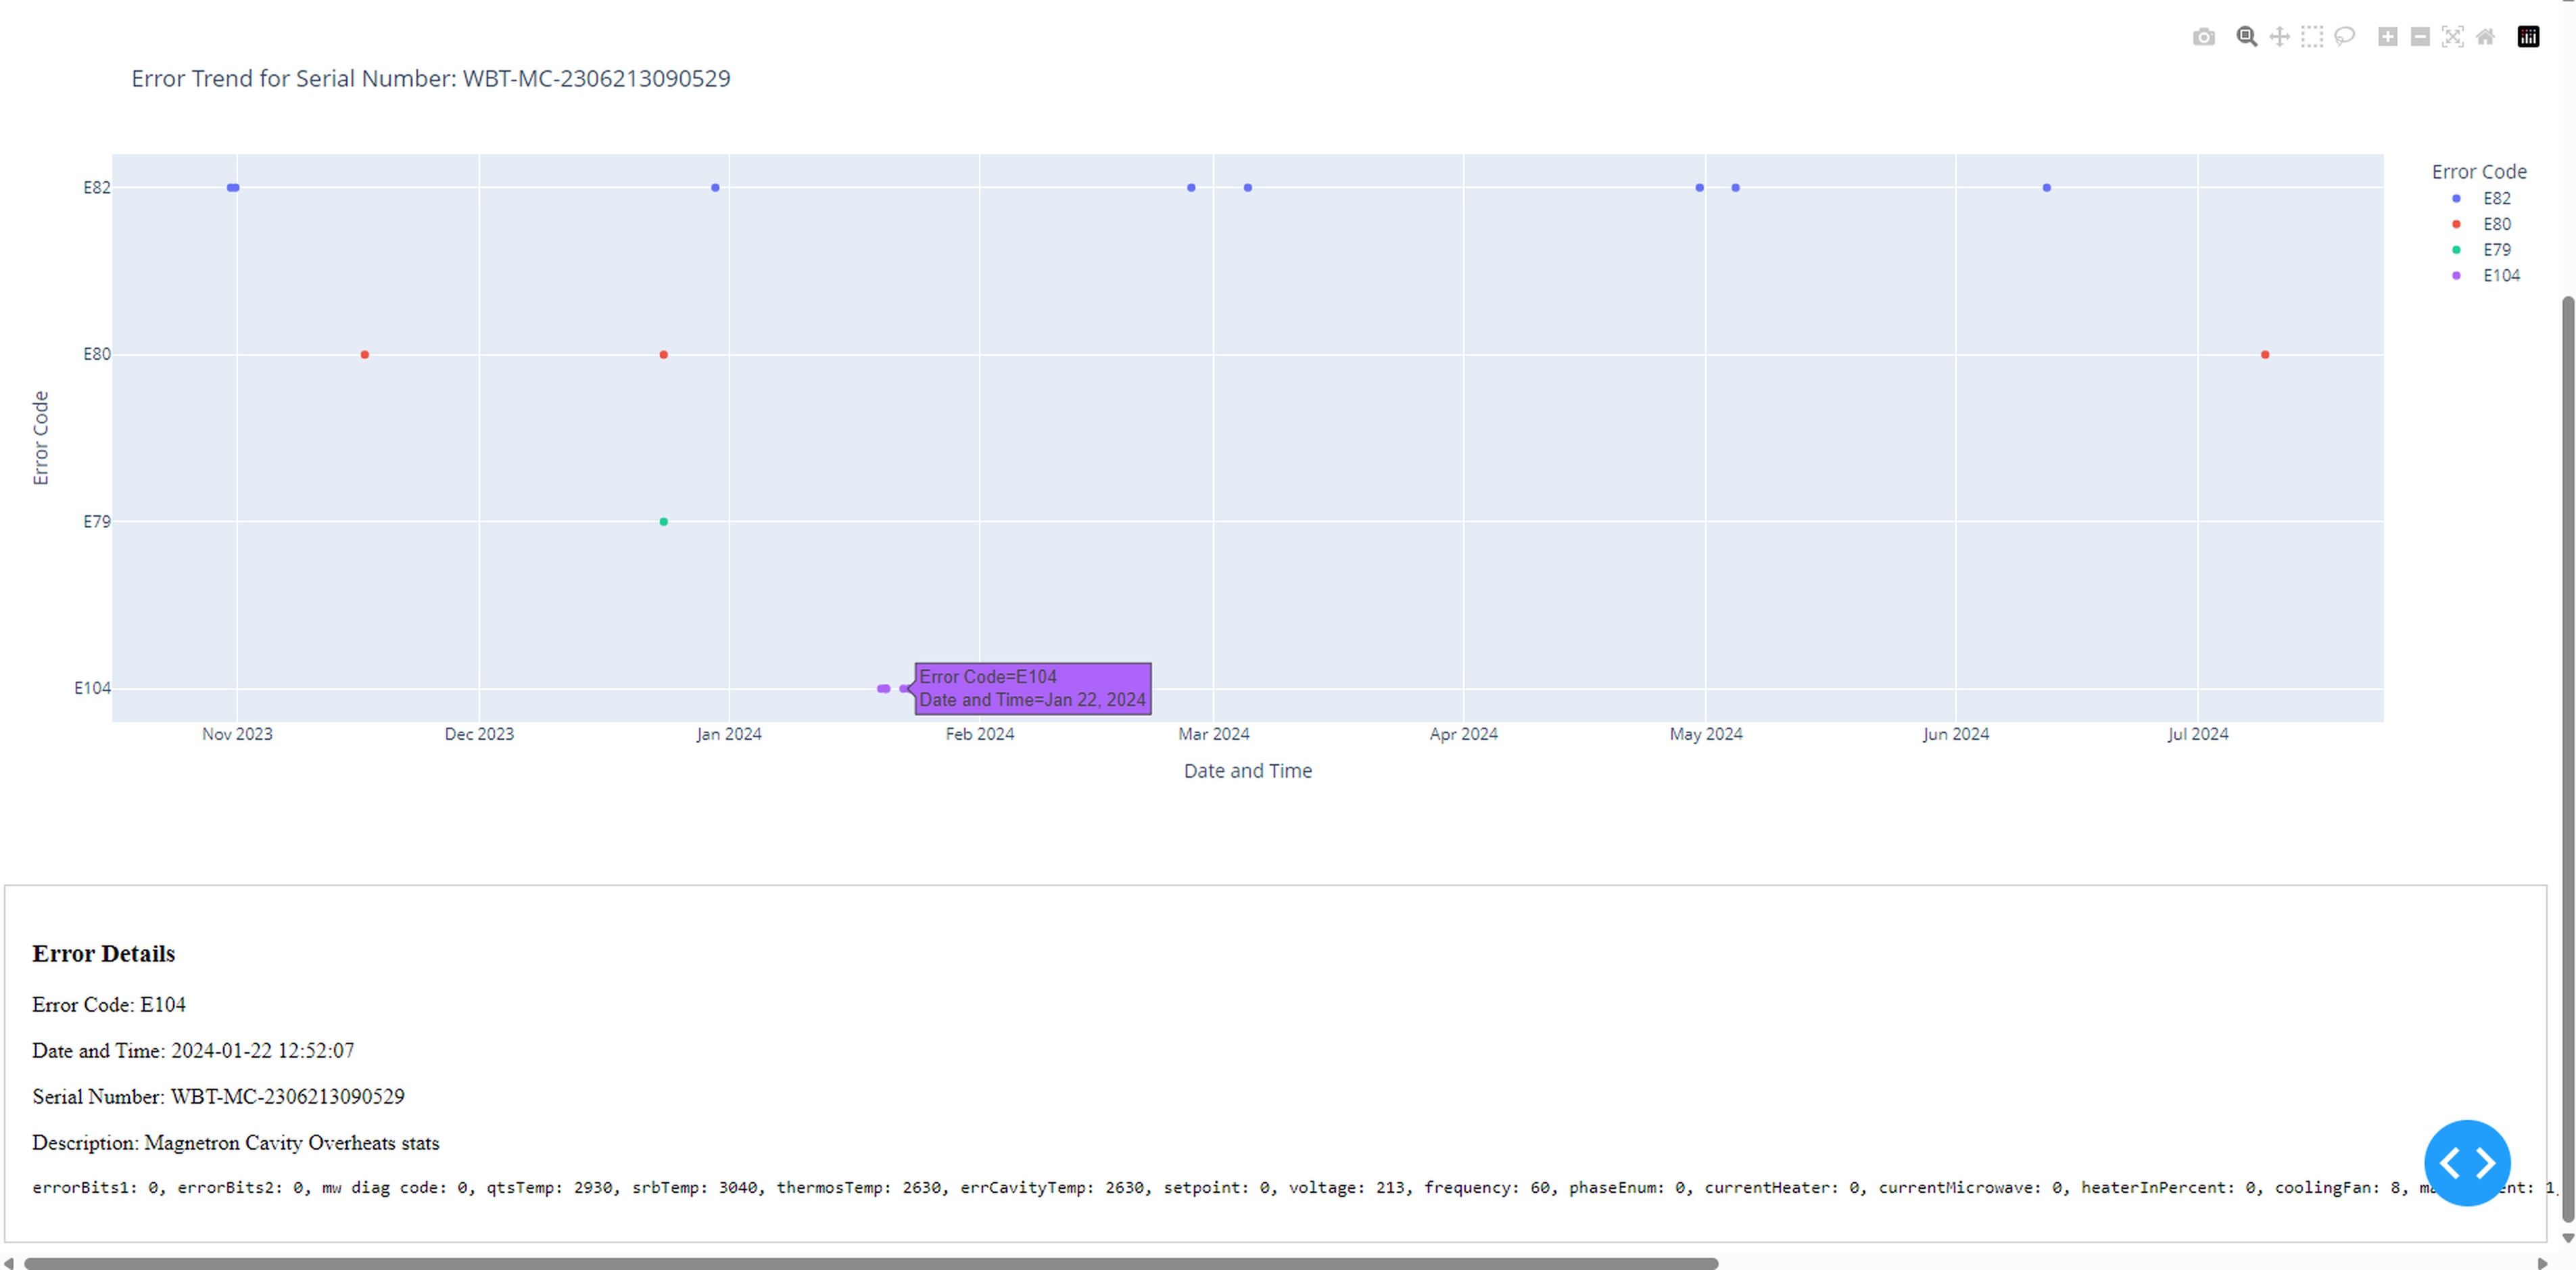 Error Trend for Serial Number: WBT-MC-2306213090529
Error Code
E82
E80
E79
E104
Error Code
E82
E80
E79
E104
Error Code=E104
Date and Time=Jan 22, 2024
Nov 2023 Dec 2023 Jan 2024 Feb 2024 Mar 2024 Apr 2024 May 2024 Jun 2024 Jul 2024
Date and Time
Error Details
Error Code: E104
Date and Time: 2024-01-22 12:52:07
Serial Number: WBT-MC-2306213090529
Description: Magnetron Cavity Overheats stats
errorBits1: 0, errorBits2: 0, mw diag code: 0, qtsTemp: 2930, srbTemp: 3040, thermosTemp: 2630, errCavityTemp: 2630, setpoint: 0, voltage: 213, frequency: 60, phaseEnum: 0, currentHeater: 0, currentMicrowave: 0, heaterInPercent: 0, coolingFan: 8,